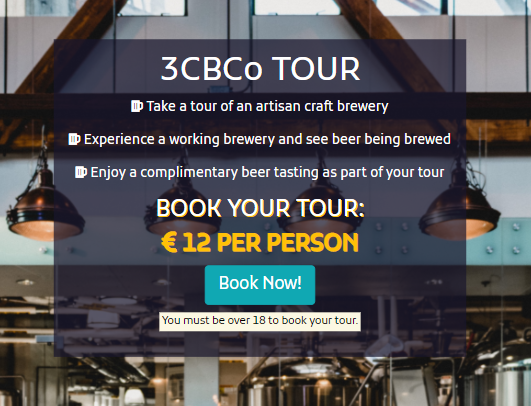 3CBCo TOUR
Take a tour of an artisan craft brewery
Experience a working brewery and see beer being brewed
Enjoy a complimentary beer tasting as part of your tour
BOOK YOUR TOUR:
€ 12 PER PERSON
Book Now!
You must be over 18 to book your tour.